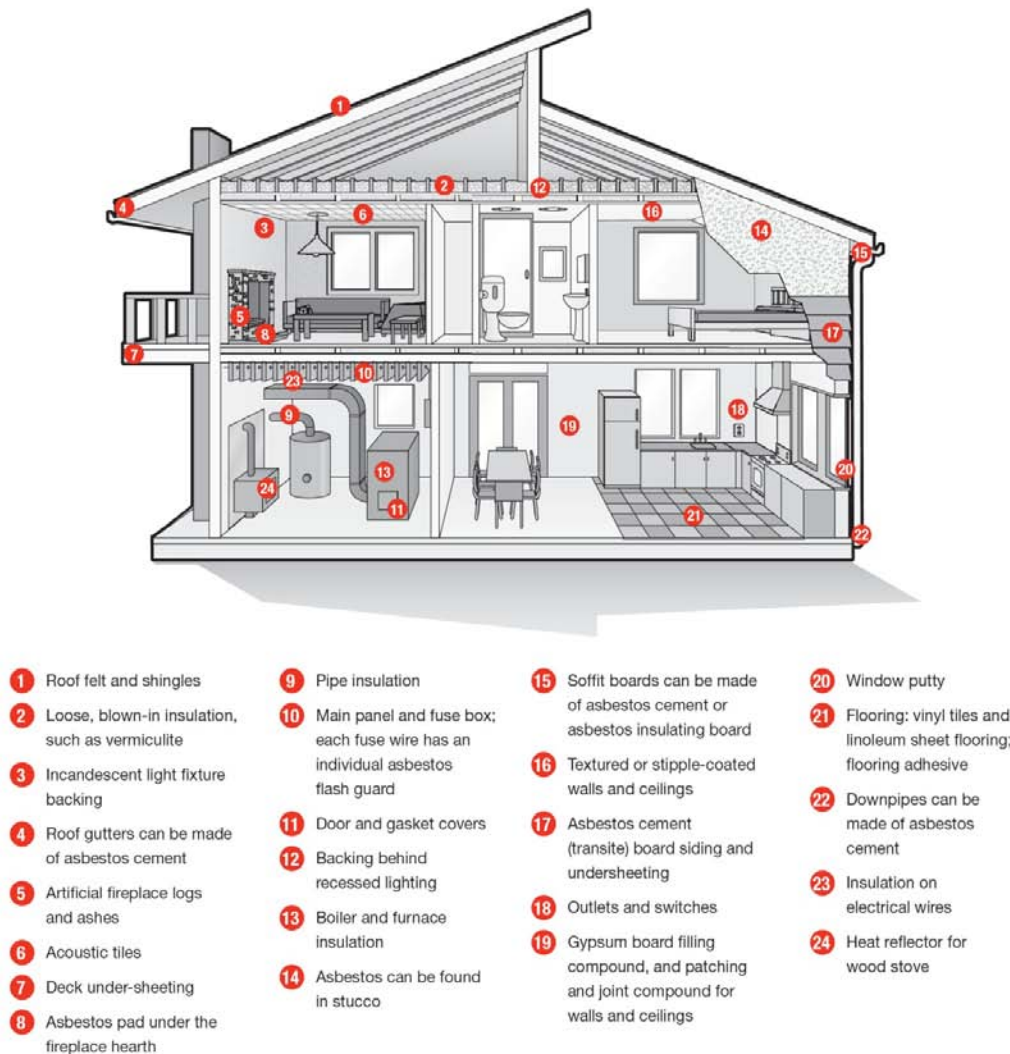 1
2
12
4
3
6
16
14
15
5
8
17
7
10
23
9
18
19
13
24
20
11
21
22
1 Roof felt and shingles
2 Loose, blown-in insulation,
such as vermiculite
3 Incandescent light fixture
backing
4 Roof gutters can be made
of asbestos cement
5 Artificial fireplace logs
and ashes
6 Acoustic tiles
7 Deck under-sheeting
8 Asbestos pad under the
fireplace hearth
9 Pipe insulation
10 Main panel and fuse box;
each fuse wire has an
individual asbestos
flash guard
11 Door and gasket covers
12 Backing behind
recessed lighting
13 Boiler and furnace
insulation
14 Asbestos can be found
in stucco
15 Soffit boards can be made
of asbestos cement or
asbestos insulating board
16 Textured or stipple-coated
walls and ceilings
17 Asbestos cement
(transite) board siding and
undersheeting
18 Outlets and switches
19 Gypsum board filling
compound, and patching
and joint compound for
walls and ceilings
20 Window putty
21 Flooring: vinyl tiles and
linoleum sheet flooring;
flooring adhesive
22 Downpipes can be
made of asbestos
cement
23 Insulation on
electrical wires
24 Heat reflector for
wood stove